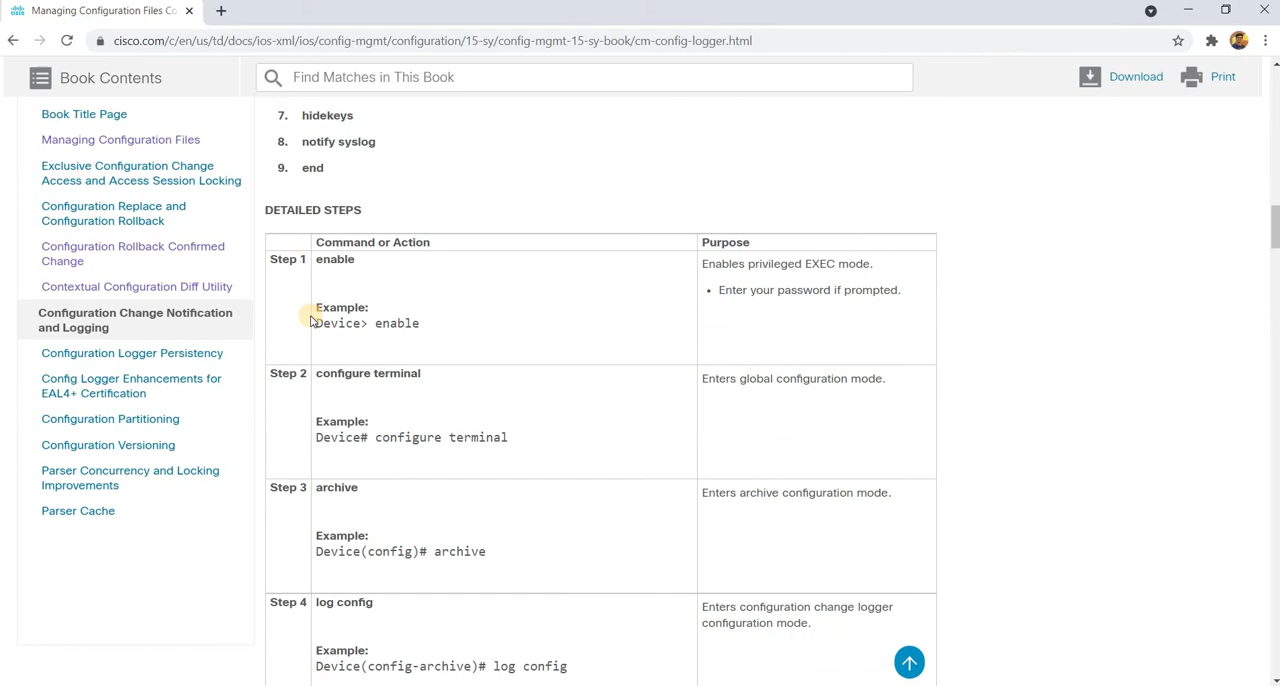 Managing Configuration Files Co
cisco.com/c/en/us/td/docs/ios-xml/ios/config-mgmt/configuration/15-sy/config-mgmt-15-sy-book/cm-config-logger.html
Book Contents
Find Matches in This Book
Download
Print
Book Title Page
Managing Configuration Files
Exclusive Configuration Change
Access and Access Session Locking
Configuration Replace and
Configuration Rollback
Configuration Rollback Confirmed
Change
Contextual Configuration Diff Utility
Configuration Change Notification
and Logging
Configuration Logger Persistency
Config Logger Enhancements for
EAL4+ Certification
Configuration Partitioning
Configuration Versioning
Parser Concurrency and Locking
Improvements
Parser Cache
7. hidekeys
8. notify syslog
9. end
DETAILED STEPS
Command or Action
Purpose
Step 1
enable
Example:
Device> enable
Enables privileged EXEC mode.
• Enter your password if prompted.
Step 2
configure terminal
Example:
Device# configure terminal
Enters global configuration mode.
Step 3
archive
Example:
Device(config)# archive
Enters archive configuration mode.
Step 4
log config
Example:
Device(config-archive)# log config
Enters configuration change logger
configuration mode.